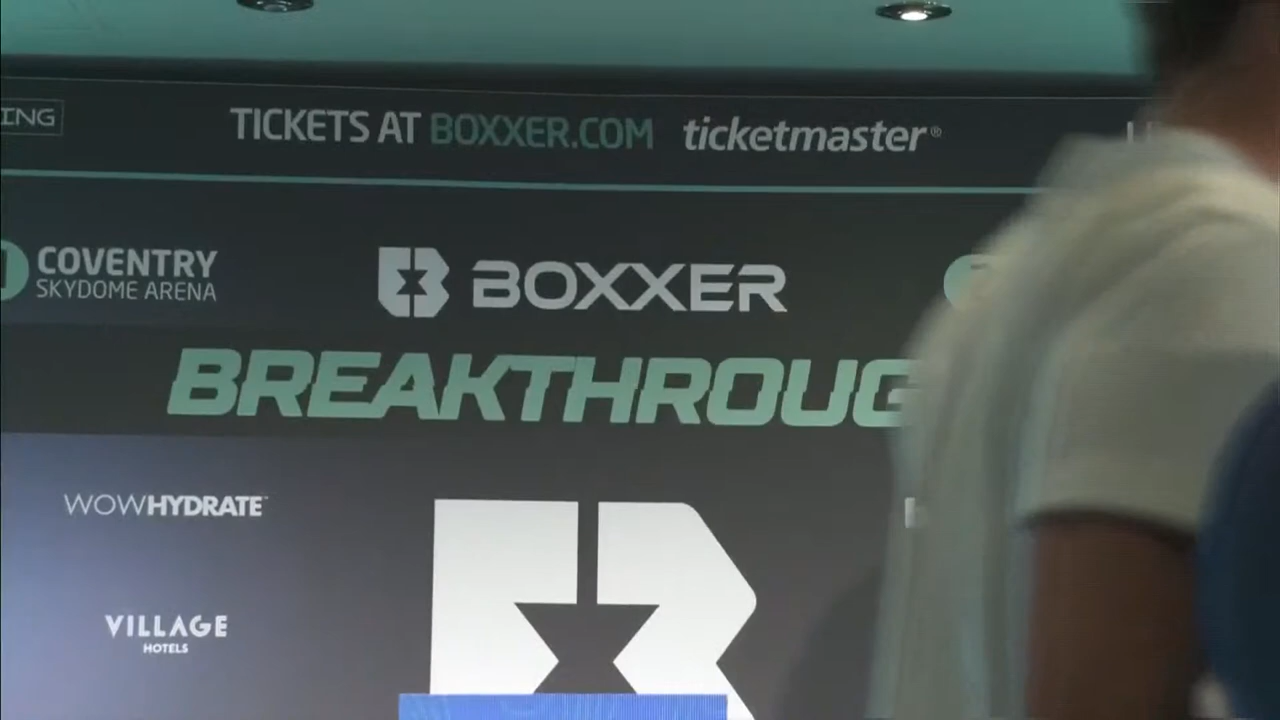 ING
TICKETS AT BOXXER.COM ticketmaster®
COVENTRY
SKYDOME ARENA
BOXXER
BREAKTHROUG
WOWHYDRATE
VILLAGE
HOTELS